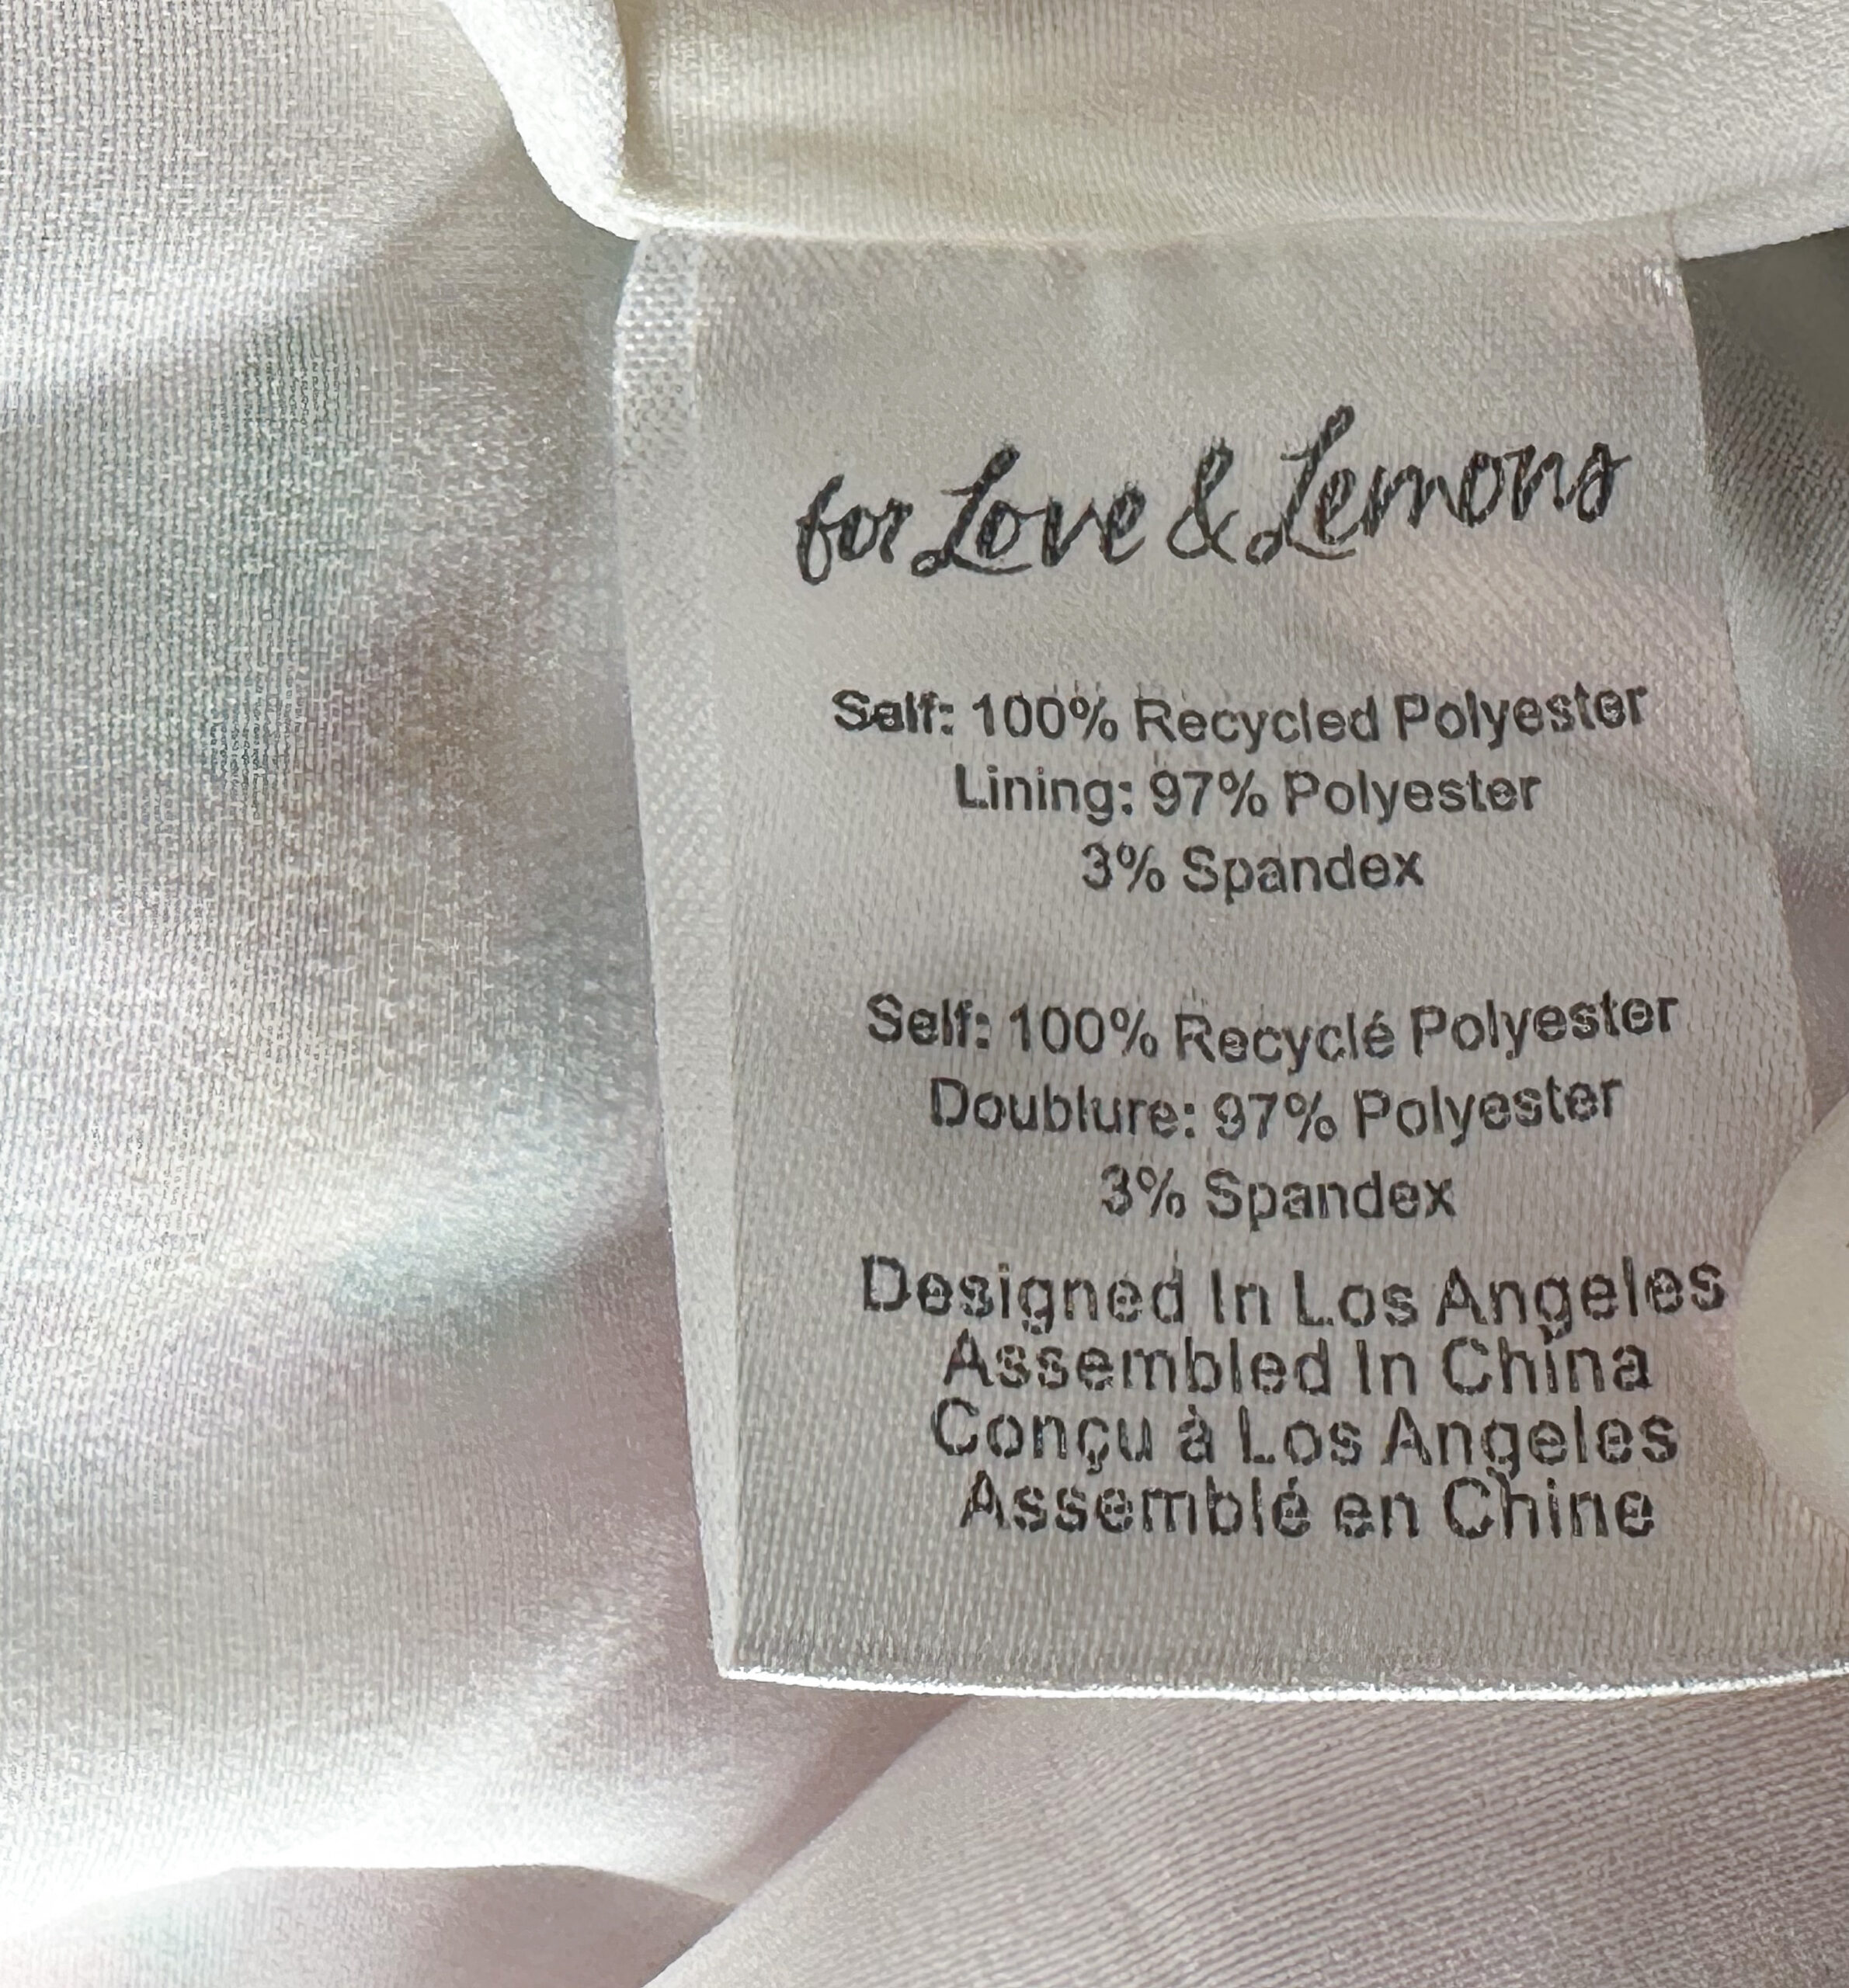 for Love & Lemons
Self: 100% Recycled Polyester
Lining: 97% Polyester
3% Spandex
Self: 100% Recyclé Polyester
Doublure: 97% Polyester
3% Spandex
Designed In Los Angeles
Assembled In China
Conçu à Los Angeles
Assemblé en Chine